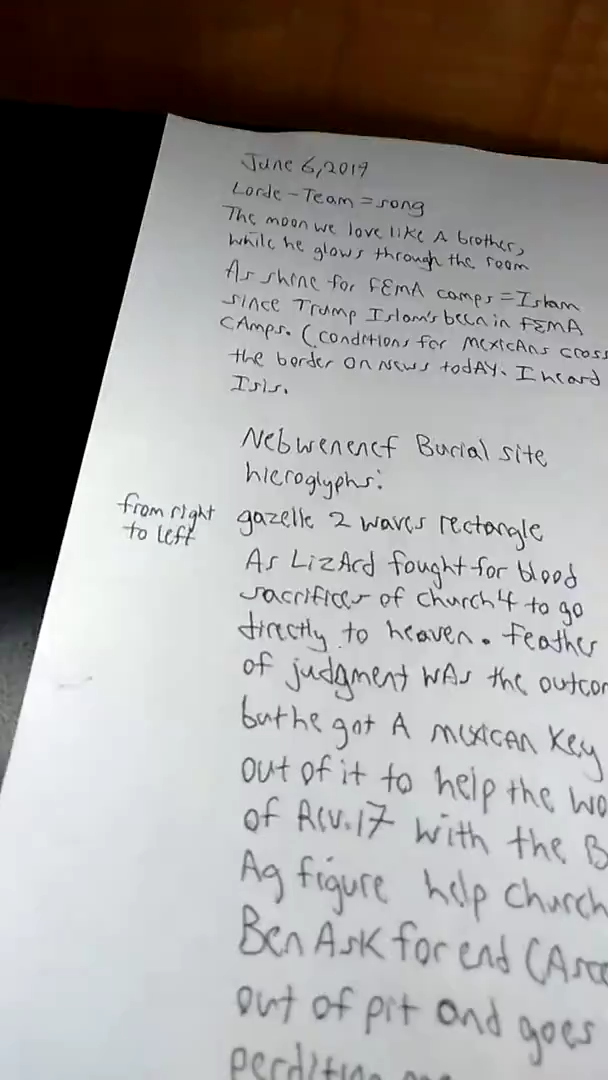 June 6, 2019
Lorde - Team = song
The moon we love like A brother,
while he glows through the room
As shine for FEMA camps = Islam
since Trump Islam's been in FEMA
CAmps. (conditions for MexicAns cross
the border on News todAy. I heard
Isis.
Nebwenenef Burial site
hieroglyphs:
from right
to left
gazelle 2 waves rectangle
As LizArd fought for blood
sacrifices of church 4 to go
directly to heaven. Feather
of judgment wAs the
but he got A mexicAn Key
out of it to help the
of Rev. 17 with the
Ag figure help church
Ben Ask for end
out of pit and goes
perdition